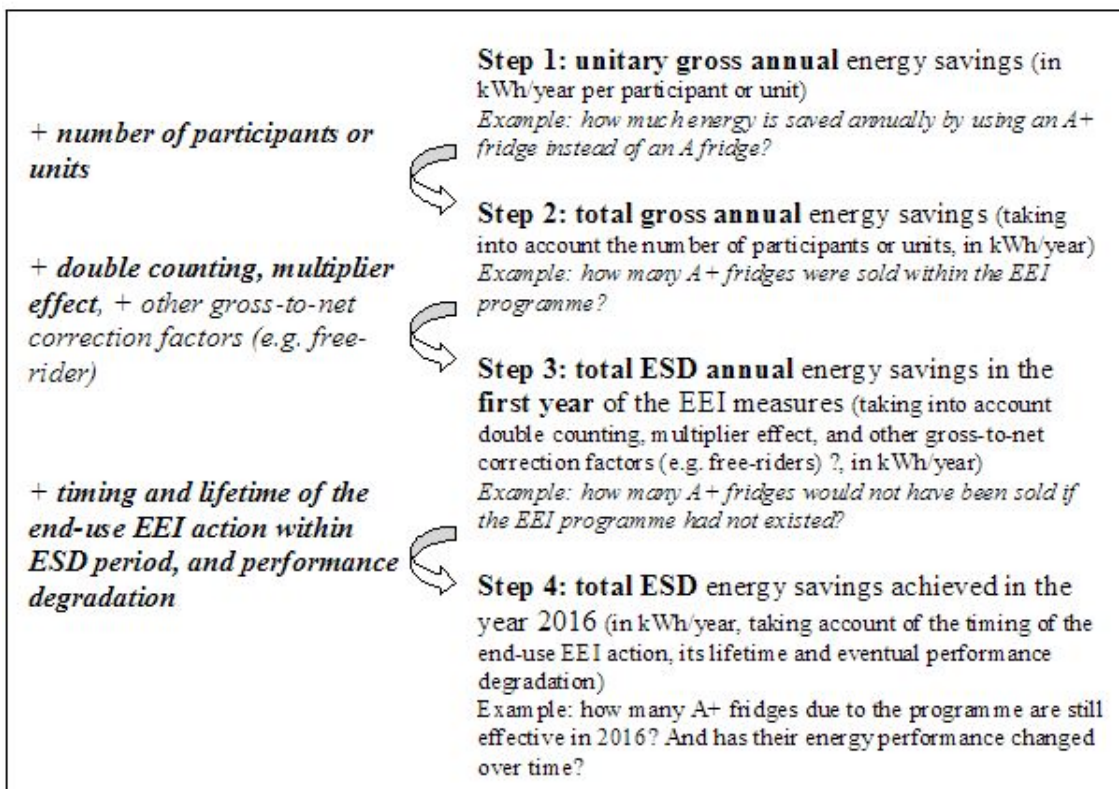 Step 1: unitary gross annual energy savings (in
kWh/year per participant or unit)
Example: how much energy is saved annually by using an A+
fridge instead of an A fridge?
+ number of participants or
units
Step 2: total gross annual energy savings (taking
into account the number of participants or units, in kWh/year)
Example: how many A+ fridges were sold within the EEI
programme?
+ double counting, multiplier
effect, + other gross-to-net
correction factors (e.g. free-
rider)
Step 3: total ESD annual energy savings in the
first year of the EEI measures (taking into account
double counting, multiplier effect, and other gross-to-net
correction factors (e.g. free-riders) ?, in kWh/year)
Example: how many A+ fridges would not have been sold if
the EEI programme had not existed?
+ timing and lifetime of the
end-use EEI action within
ESD period, and performance
degradation
Step 4: total ESD energy savings achieved in the
year 2016 (in kWh/year, taking account of the timing of the
end-use EEI action, its lifetime and eventual performance
degradation)
Example: how many A+ fridges due to the programme are still
effective in 2016? And has their energy performance changed
over time?